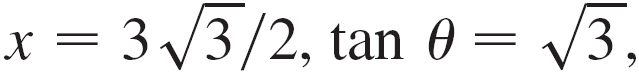 x = 3√3/2, tan θ = √3,